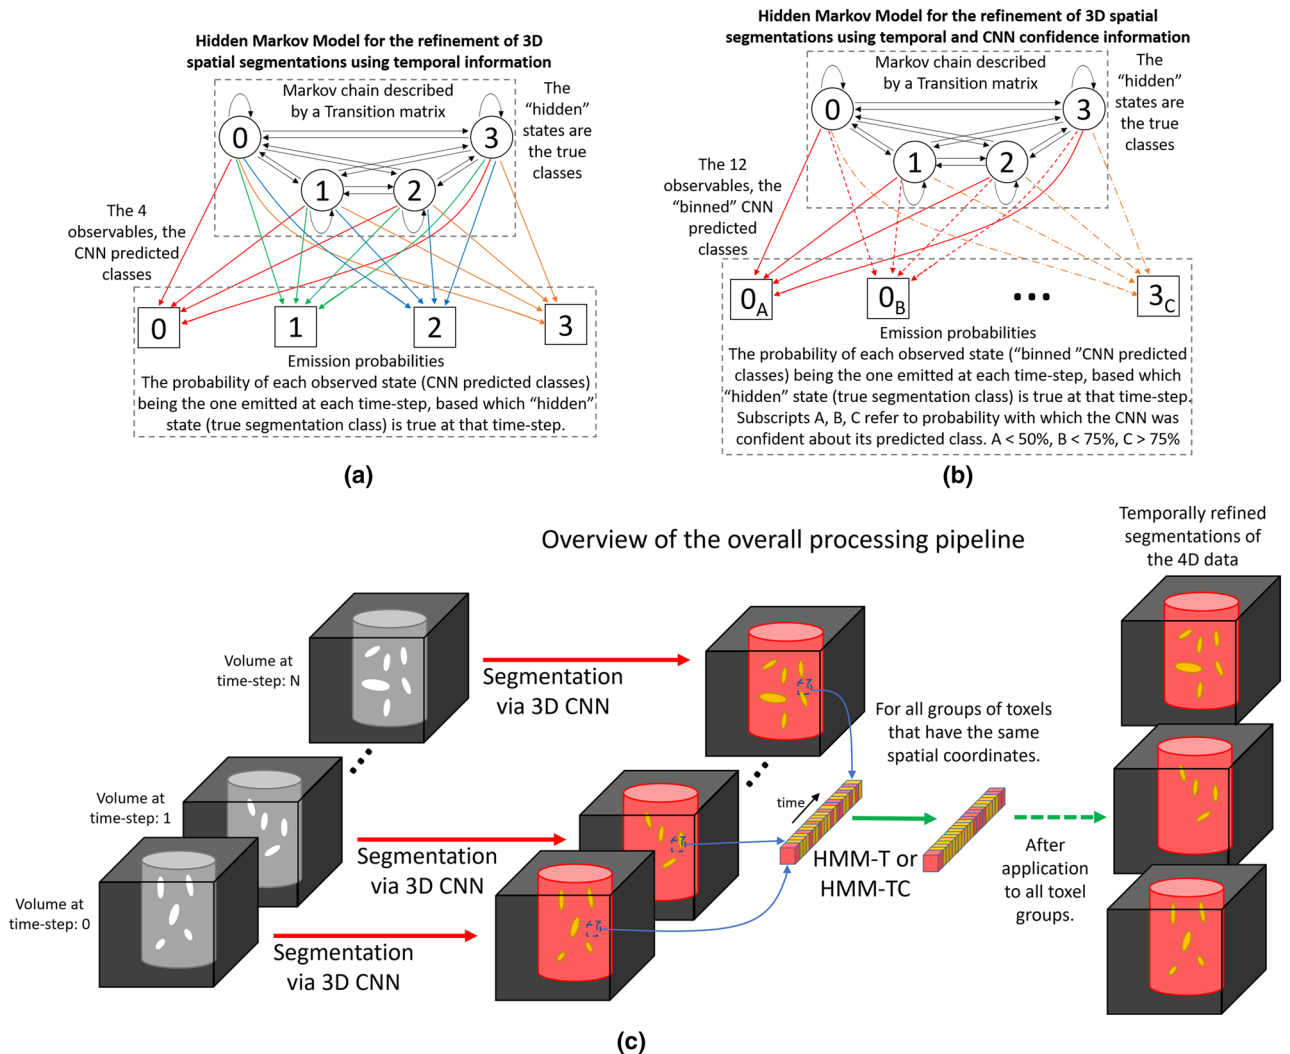 Hidden Markov Model for the refinement of 3D
spatial segmentations using temporal information
Markov chain described
by a Transition matrix
The
"hidden"
states are
the true
classes
0
3
1
2
The 4
observables, the
CNN predicted
classes
0
1
2
3
Emission probabilities
The probability of each observed state (CNN predicted classes)
being the one emitted at each time-step, based which "hidden"
state (true segmentation class) is true at that time-step.
(a)
Hidden Markov Model for the refinement of 3D spatial
segmentations using temporal and CNN confidence information
Markov chain described
by a Transition matrix
The
"hidden"
states are
the true
classes
0
3
1
2
The 12
observables, the
"binned" CNN
predicted
classes
0A
0B
...
3C
Emission probabilities
The probability of each observed state ("binned "CNN predicted
classes) being the one emitted at each time-step, based which
"hidden" state (true segmentation class) is true at that time-step.
Subscripts A, B, C refer to probability with which the CNN was
confident about its predicted class. A < 50%, B < 75%, C > 75%
(b)
Overview of the overall processing pipeline
Temporally refined
segmentations of
the 4D data
Volume at
time-step: N
Segmentation
via 3D CNN
For all groups of toxels
that have the same
spatial coordinates.
Volume at
time-step: 1
Segmentation
via 3D CNN
time
HMM-T or
HMM-TC
After
application
to all toxel
groups.
Volume at
time-step: 0
Segmentation
via 3D CNN
(c)